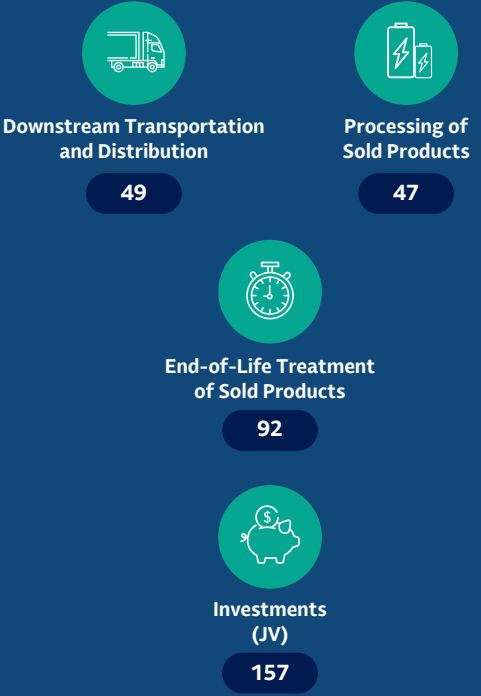 Downstream Transportation
and Distribution
49
Processing of
Sold Products
47
End-of-Life Treatment
of Sold Products
92
$
Investments
(JV)
157